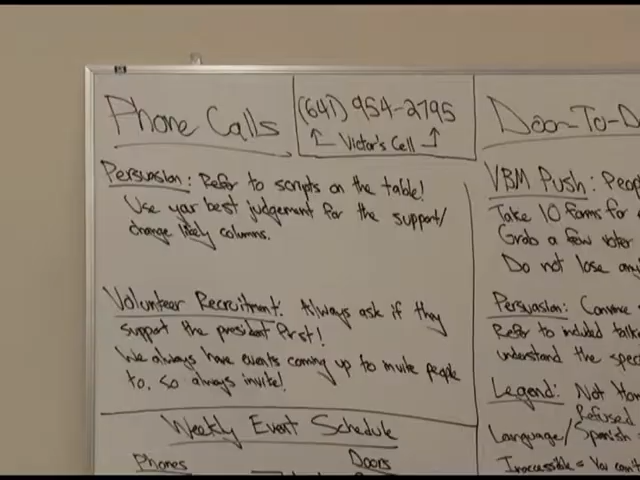 Phone Calls
(641) 954-2795
Victor's Cell
Persuasion: Refer to scripts on the table!
Use your best judgement for the support/
change likely columns.
Volunteer Recruitment: Always ask if they
support the president first!
We always have events coming up to invite people
to, so always invite!
Weekly Event Schedule
Phones
Doors
Door-To-D
VBM Push: Peop
Take 10 forms for
Grab a few voter
Do not lose any
Persuasion: Convince
Refer to included talk
understand the spec
Legend: Not Hom
Refused
Language/Spanish
Inaccessible = You can't